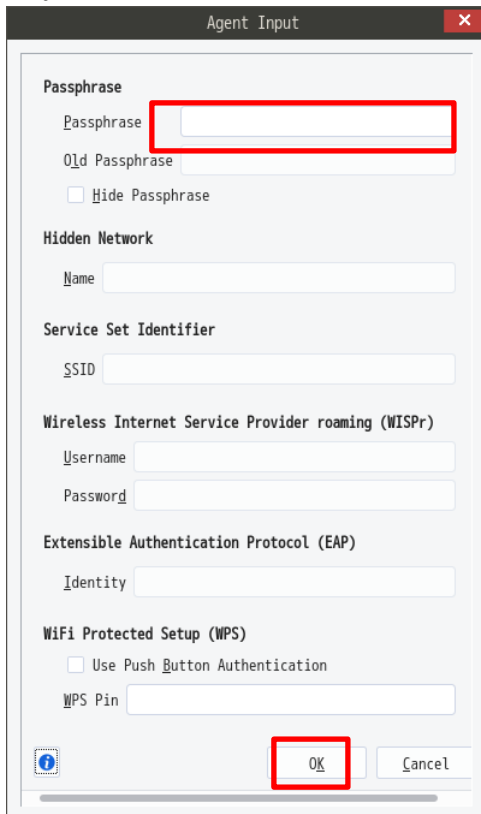 Agent Input
Passphrase
Passphrase
Old Passphrase
Hide Passphrase
Hidden Network
Name
Service Set Identifier
SSID
Wireless Internet Service Provider roaming (WISPr)
Username
Password
Extensible Authentication Protocol (EAP)
Identity
WiFi Protected Setup (WPS)
Use Push Button Authentication
WPS Pin
OK Cancel